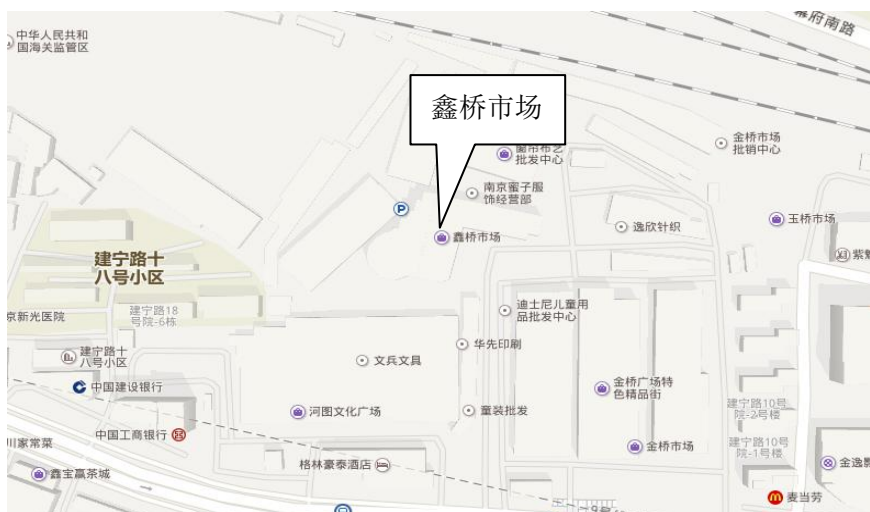 幕府南路
中华人民共和
国海关监管区
鑫桥市场
金桥市场
批销中心
窗帘布艺
批发中心
南京蜜子服
饰经营部
P
玉桥市场
逸欣针织
鑫桥市场
紫
建宁路十
八号小区
建宁路18
号院-6栋
京新光医院
迪士尼儿童用
品批发中心
华先印刷
建宁路十
八号小区
文兵文具
中国建设银行
金桥广场特
色精品街
河图文化广场
童装批发
建宁路10号
院-2号楼
中国工商银行
川家常菜
金桥市场
建宁路10号
院-1号楼
格林豪泰酒店
金逸影
鑫宝赢茶城
麦当劳